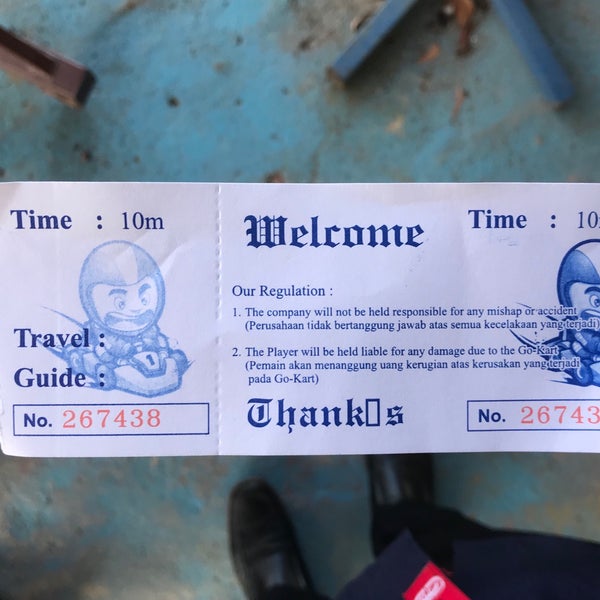 Time : 10m
Travel :
Guide :
No. 267438
Welcome
Our Regulation :
1. The company will not be held responsible for any mishap or accident
(Perusahaan tidak bertanggung jawab atas semua kecelakaan yang terjadi)
2. The Player will be held liable for any damage due to the Go-Kart
(Pemain akan menanggung uang kerugian atas kerusakan yang terjadi
pada Go-Kart)
Thank□s
Time : 10
No. 26743
1